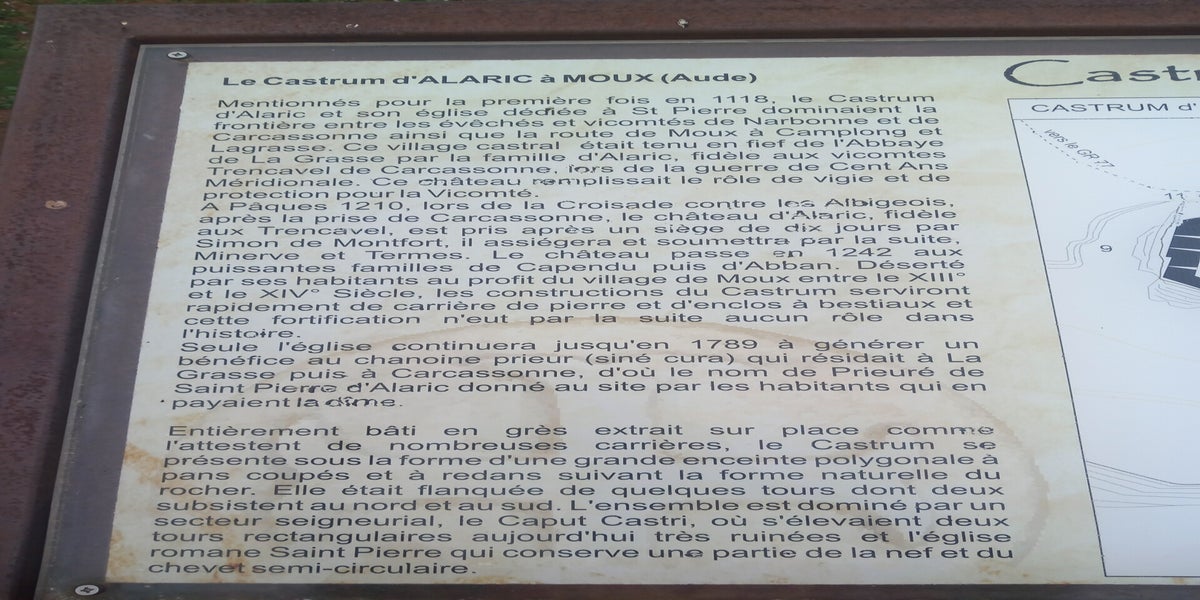 Le Castrum d'ALARIC à MOUX (Aude)
Mentionnés pour la première fois en 1118, le Castrum
d'Alaric et son église dédiée à St Pierre dominaient la
frontière entre les évêchés et vicomtés de Narbonne et de
Carcassonne ainsi que la route de Moux à Camplong et
Lagrasse. Ce village castral était tenu en fief de l'Abbaye
de La Grasse par la famille d'Alaric, fidèle aux vicomtes
Trencavel de Carcassonne, lors de la guerre de Cent Ans
Méridionale. Ce château remplissait le rôle de vigie et de
protection pour la Vicomté.
A Pâques 1210, lors de la Croisade contre les Albigeois,
après la prise de Carcassonne, le château d'Alaric, fidèle
aux Trencavel, est pris après un siège de dix jours par
Simon de Montfort, il assiégera et soumettra par la suite,
Minerve et Termes. Le château passe en 1242 aux
puissantes familles de Capendu puis d'Abban. Déserté
par ses habitants au profit du village de Moux entre le XIII°
et le XIV° Siècle, les constructions du Castrum serviront
rapidement de carrière de pierre et d'enclos à bestiaux et
cette fortification n'eut par la suite aucun rôle dans
l'histoire.
Seule l'église continuera jusqu'en 1789 à générer un
bénéfice au chanoine prieur (siné cura) qui résidait à La
Grasse puis à Carcassonne, d'où le nom de Prieuré de
Saint Pierre d'Alaric donné au site par les habitants qui en
payaient la dîme.
Entièrement bâti en grès extrait sur place comme
l'attestent de nombreuses carrières, le Castrum se
présente sous la forme d'une grande enceinte polygonale à
pans coupés et à redans suivant la forme naturelle du
rocher. Elle était flanquée de quelques tours dont deux
subsistent au nord et au sud. L'ensemble est dominé par un
secteur seigneurial, le Caput Castri, où s'élevaient deux
tours rectangulaires aujourd'hui très ruinées et l'église
romane Saint Pierre qui conserve une partie de la nef et du
chevet semi-circulaire.
Castr
CASTRUM d'
vers le GR 77
9